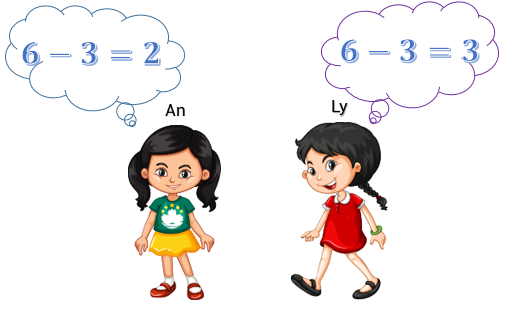 6 – 3 = 2
6 – 3 = 3
An
Ly